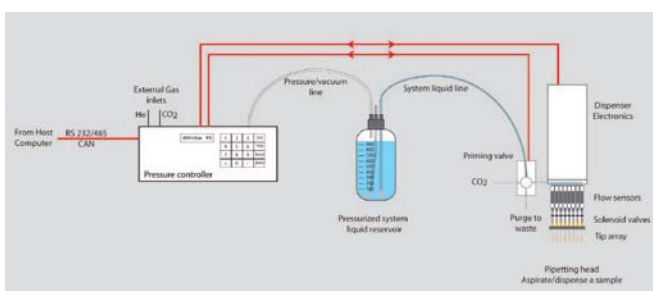 External Gas
inlets
He CO2
From Host
Computer
RS 232/485
CAN
Pressure controller
Pressure/vacuum
line
System liquid line
Pressurized system
liquid reservoir
Priming valve
CO2
Purge to
waste
Dispenser
Electronics
Flow sensors
Solenoid valves
Tip array
Pipetting head
Aspirate/dispense a sample